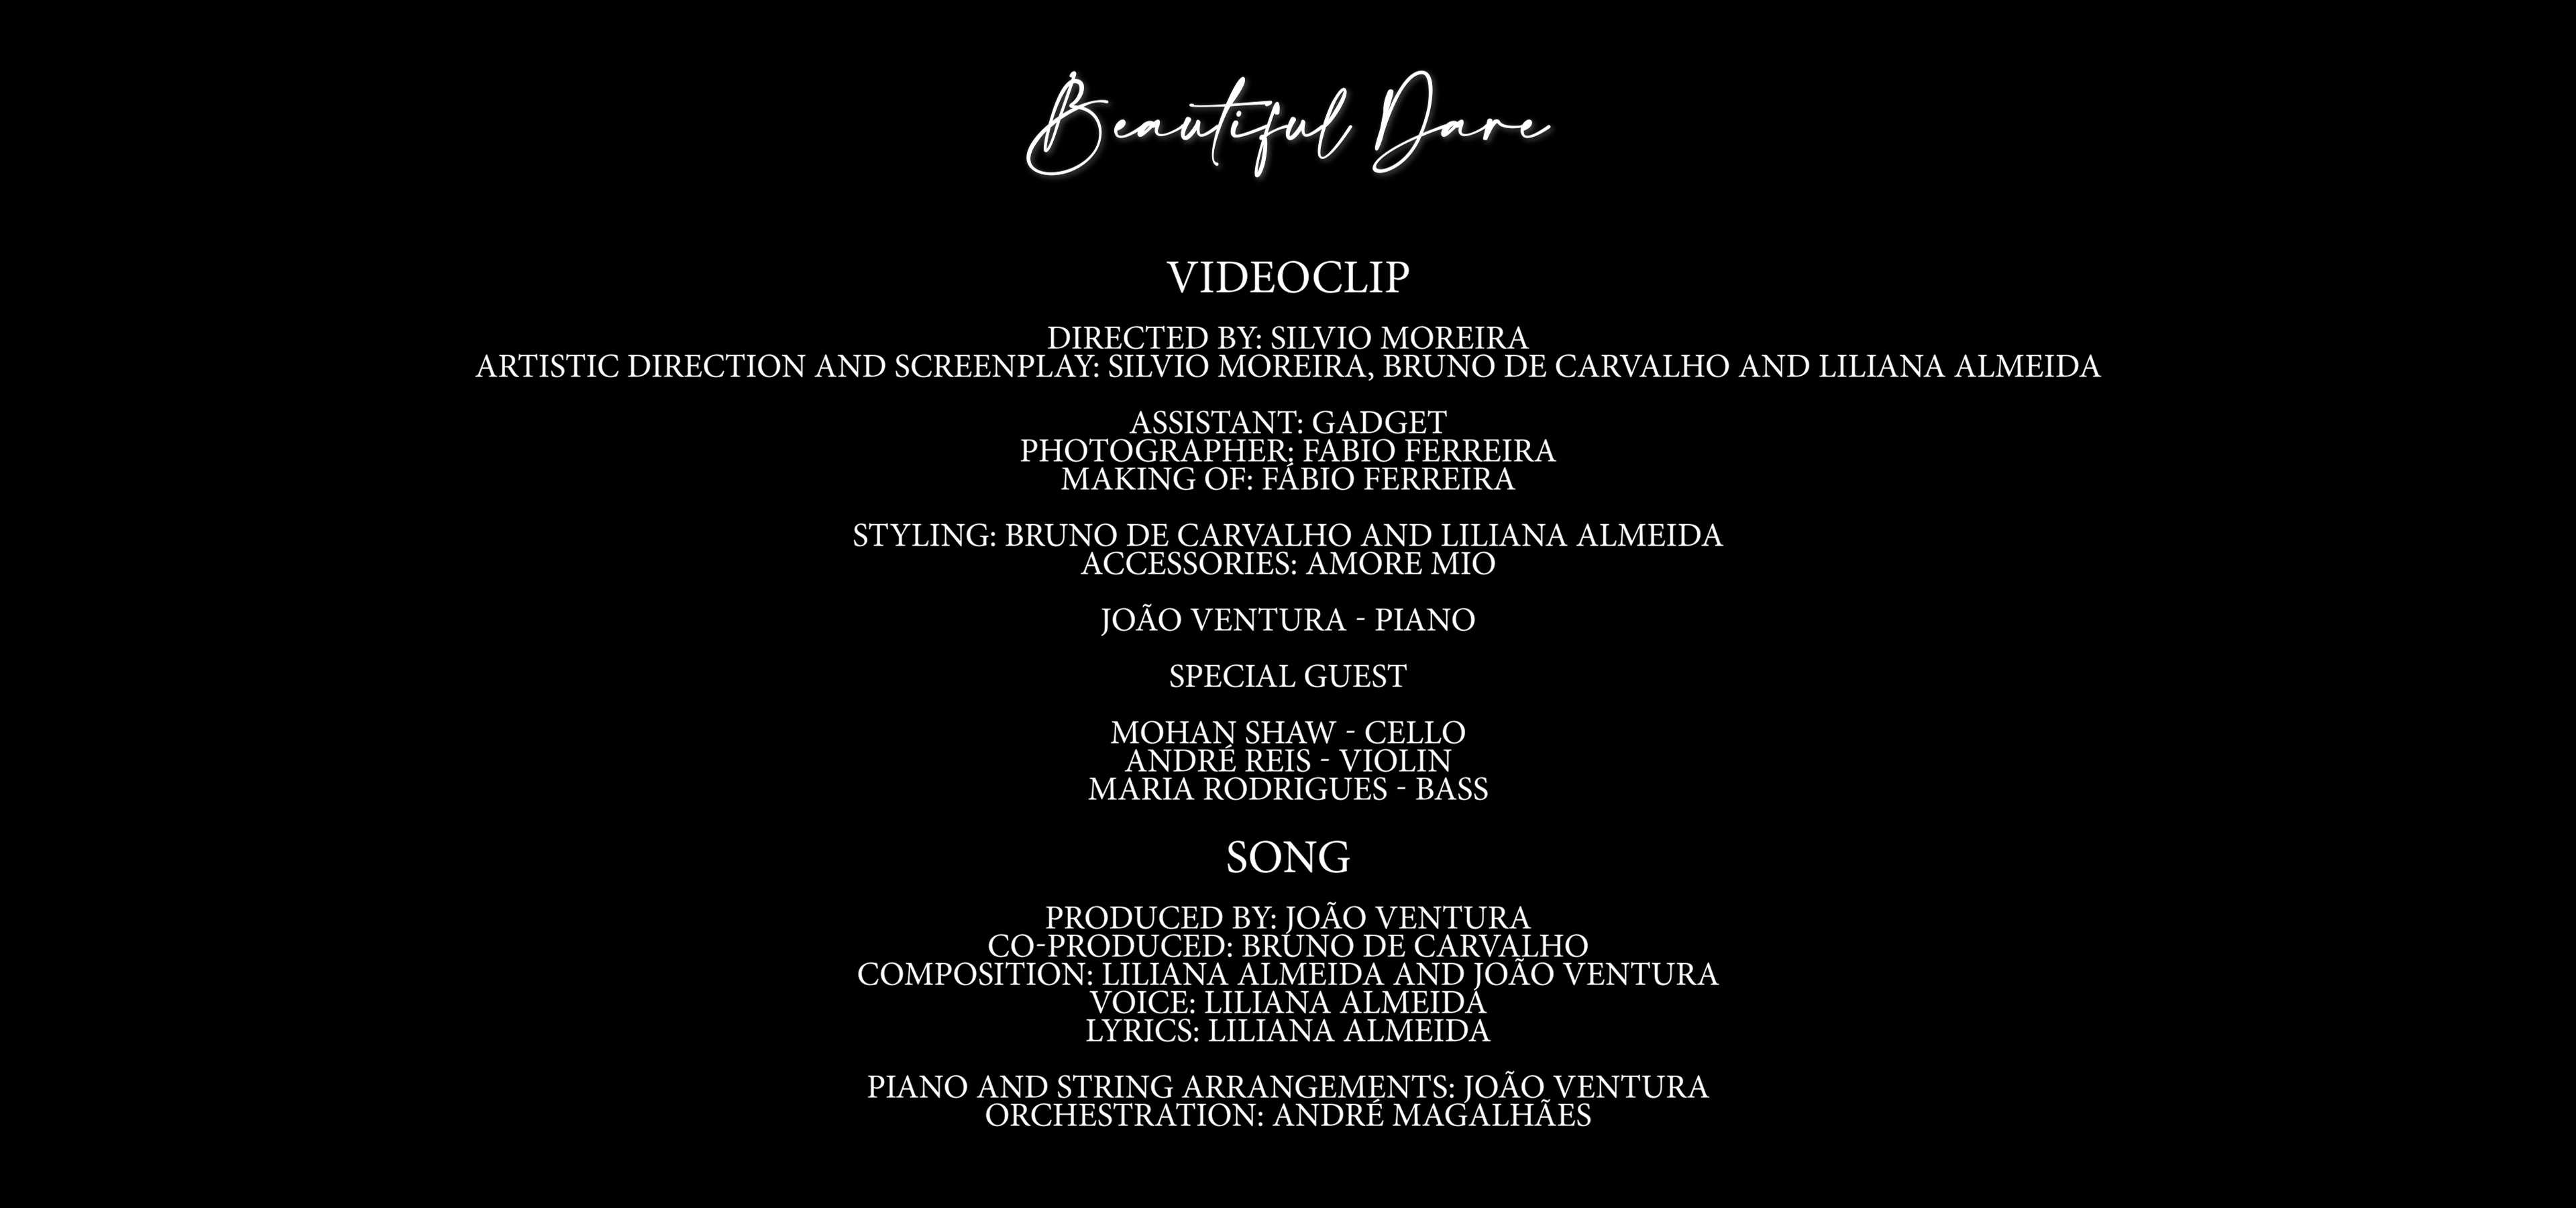 Beautiful Dare
VIDEOCLIP
DIRECTED BY: SILVIO MOREIRA
ARTISTIC DIRECTION AND SCREENPLAY: SILVIO MOREIRA, BRUNO DE CARVALHO AND LILIANA ALMEIDA
ASSISTANT: GADGET
PHOTOGRAPHER: FABIO FERREIRA
MAKING OF: FÁBIO FERREIRA
STYLING: BRUNO DE CARVALHO AND LILIANA ALMEIDA
ACCESSORIES: AMORE MIO
JOÃO VENTURA - PIANO
SPECIAL GUEST
MOHAN SHAW - CELLO
ANDRÉ REIS - VIOLIN
MARIA RODRIGUES - BASS
SONG
PRODUCED BY: JOÃO VENTURA
CO-PRODUCED: BRUNO DE CARVALHO
COMPOSITION: LILIANA ALMEIDA AND JOÃO VENTURA
VOICE: LILIANA ALMEIDA
LYRICS: LILIANA ALMEIDA
PIANO AND STRING ARRANGEMENTS: JOÃO VENTURA
ORCHESTRATION: ANDRÉ MAGALHÃES